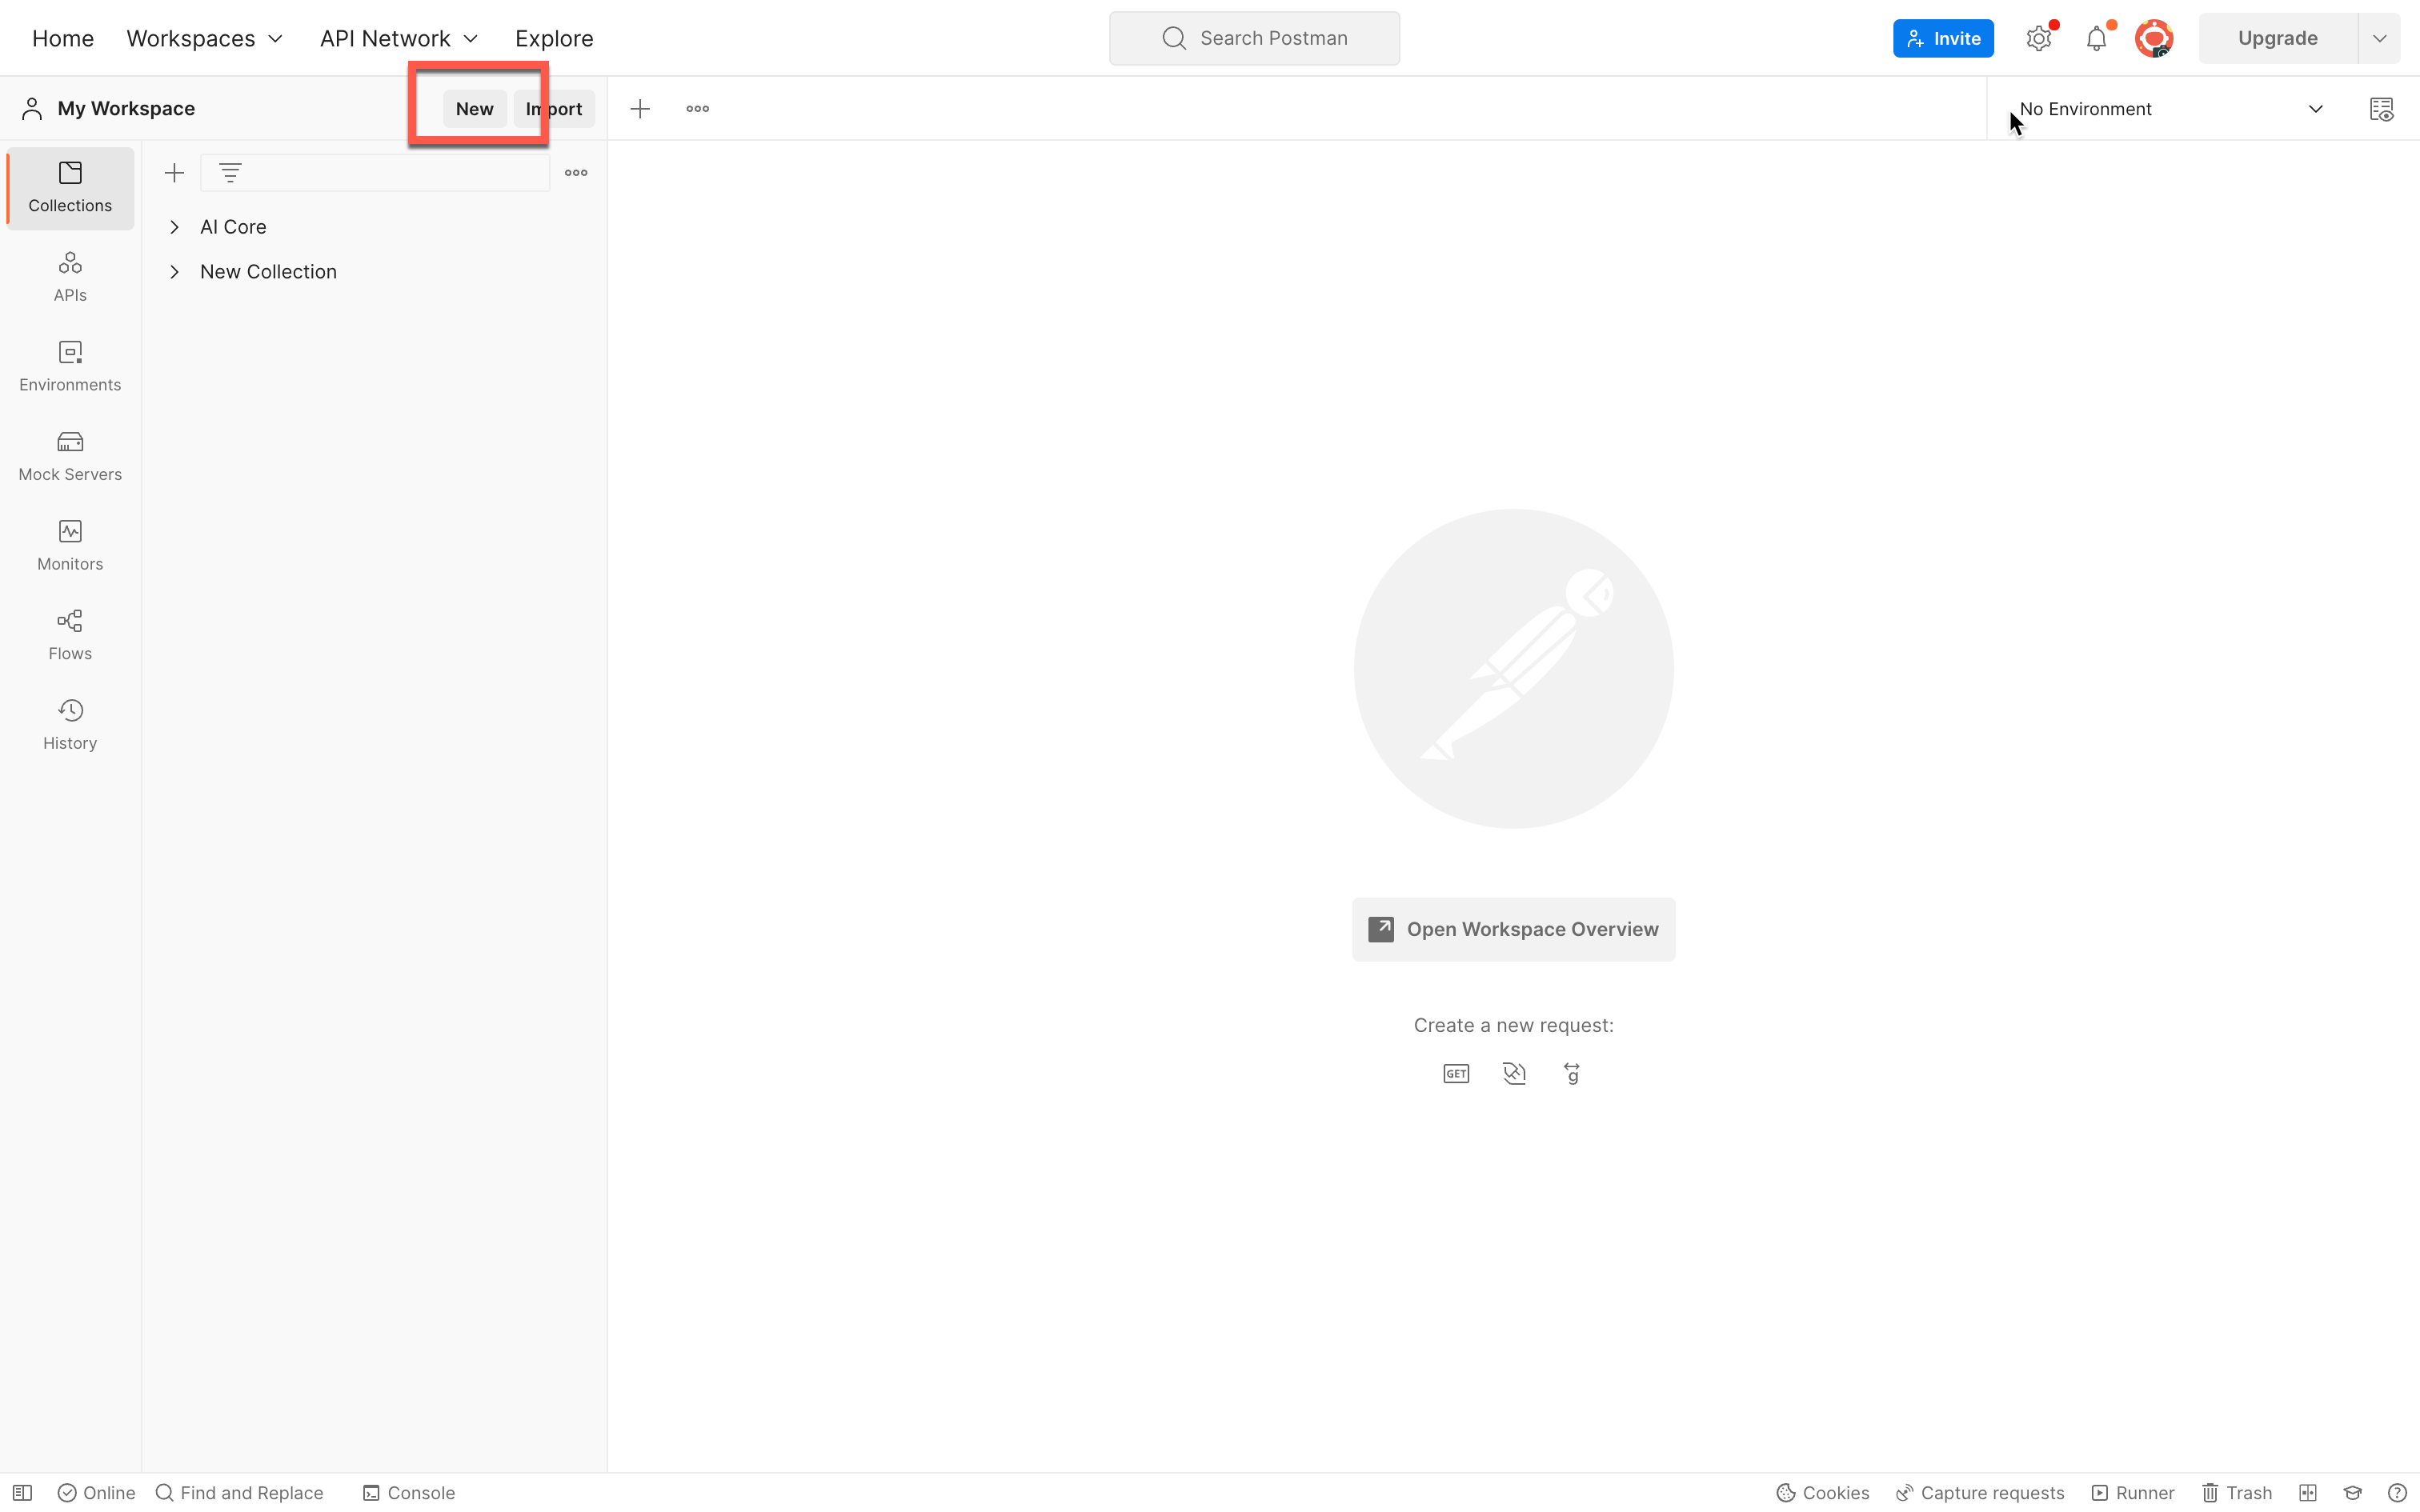 Home Workspaces API Network Explore Search Postman Invite Upgrade
My Workspace New Import No Environment
Collections
AI Core
New Collection
APIs
Environments
Mock Servers
Monitors
Flows
History
Open Workspace Overview
Create a new request:
GET g
Online Find and Replace Console Cookies Capture requests Runner Trash